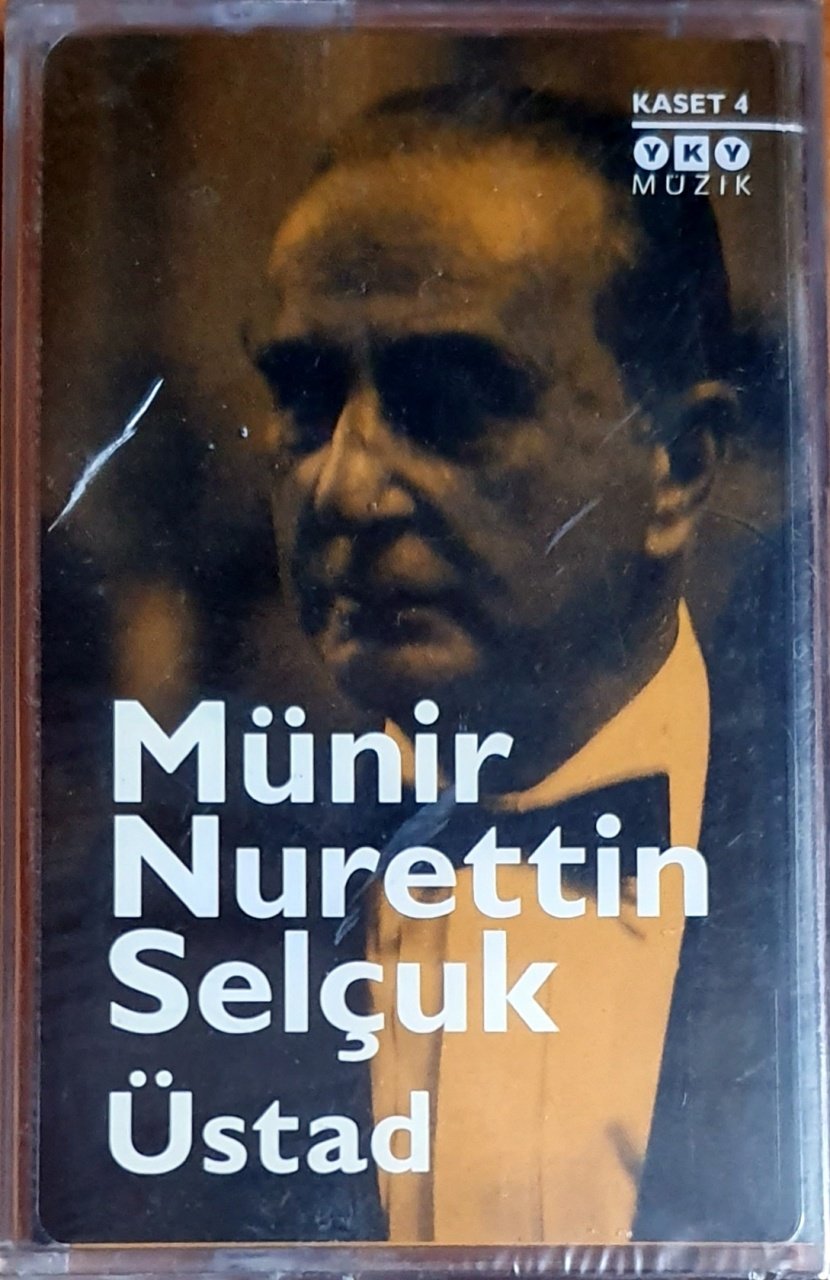 KASET 4
YKY
MÜZİK
Münir
Nurettin
Selçuk
Üstad